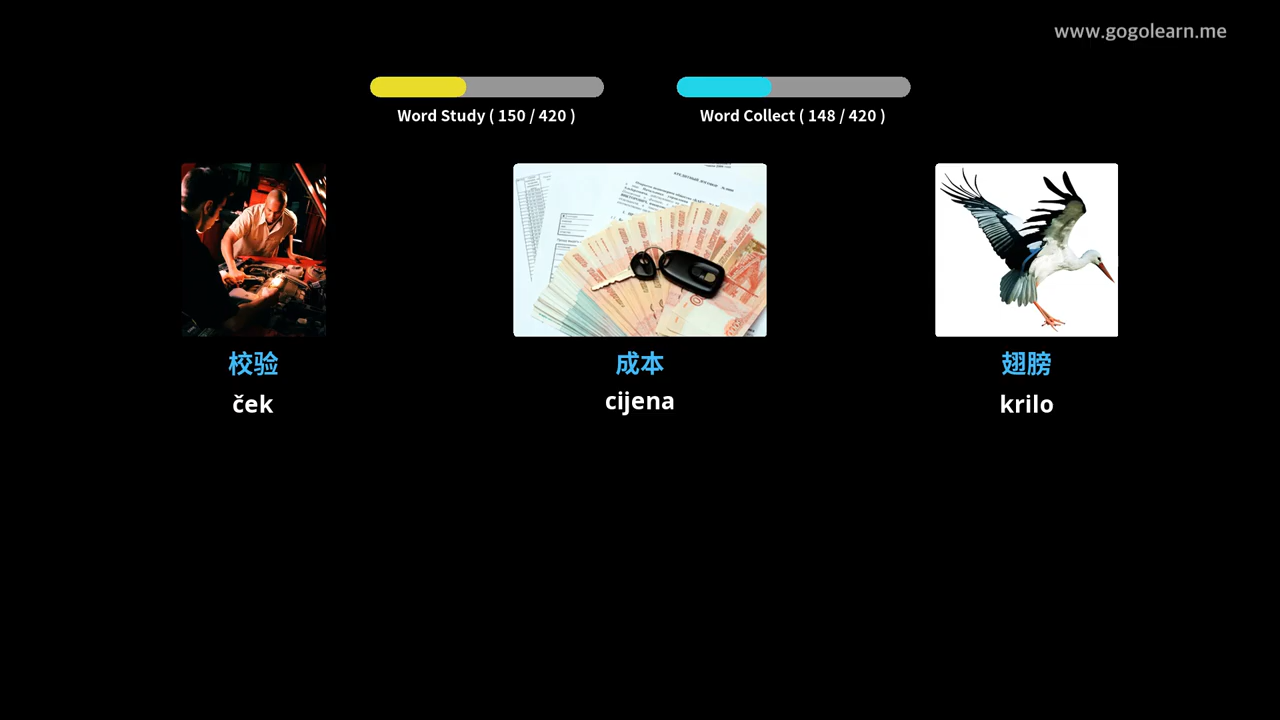 www.gogolearn.me
Word Study ( 150 / 420 )
Word Collect ( 148 / 420 )
校验
成本
翅膀
ček
cijena
krilo